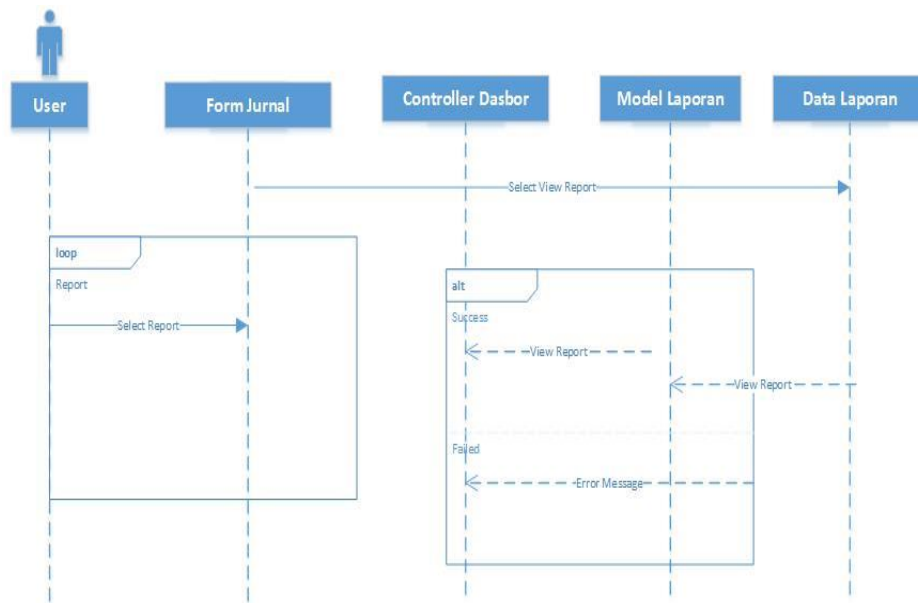 User
Form Jurnal
Controller Dasbor
Model Laporan
Data Laporan
Select View Report
loop
Report
Select Report
alt
Success
View Report
View Report
Failed
Error Message